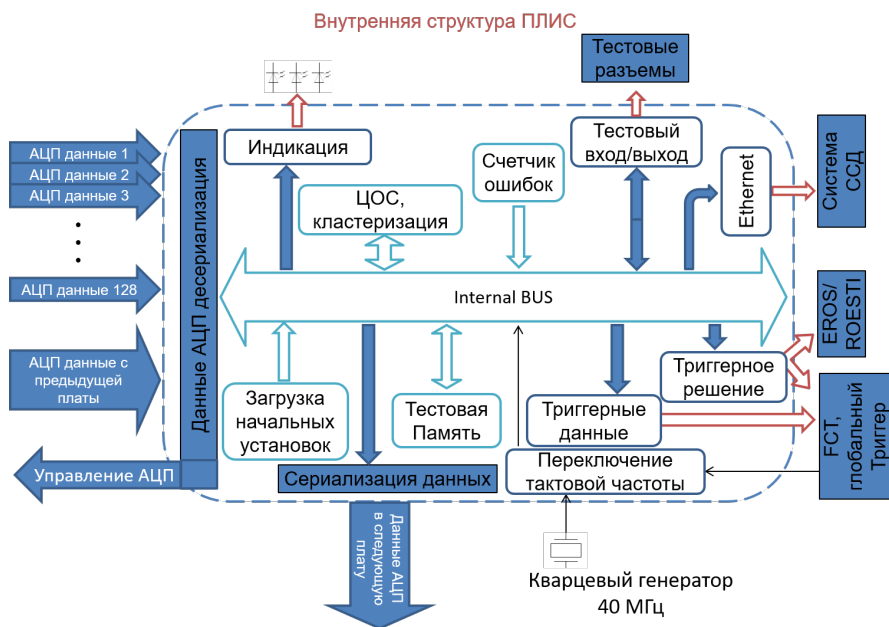 Внутренняя структура ПЛИС
Тестовые
разъемы
Индикация
Тестовый
вход/выход
Счетчик
ошибок
ЦОС,
кластеризация
Ethernet
Система
ССД
АЦП данные 1
АЦП данные 2
АЦП данные 3
АЦП данные 128
АЦП данные с
предыдущей
платы
Управление АЦП
Данные АЦП десериализация
Internal BUS
EROS/
ROESTI
Триггерное
решение
Загрузка
начальных
установок
Тестовая
Память
Триггерные
данные
FCT,
глобальный
Триггер
Переключение
тактовой частоты
Сериализация данных
Данные АЦП
в следующую
плату
Кварцевый генератор
40 МГц